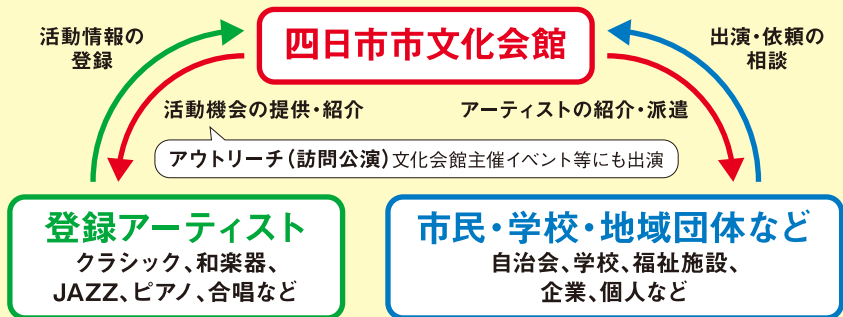 活動情報の
登録
四日市市文化会館
出演・依頼の
相談
活動機会の提供・紹介
アーティストの紹介・派遣
アウトリーチ(訪問公演)文化会館主催イベント等にも出演
登録アーティスト
クラシック、和楽器、
JAZZ、ピアノ、合唱など
市民・学校・地域団体など
自治会、学校、福祉施設、
企業、個人など